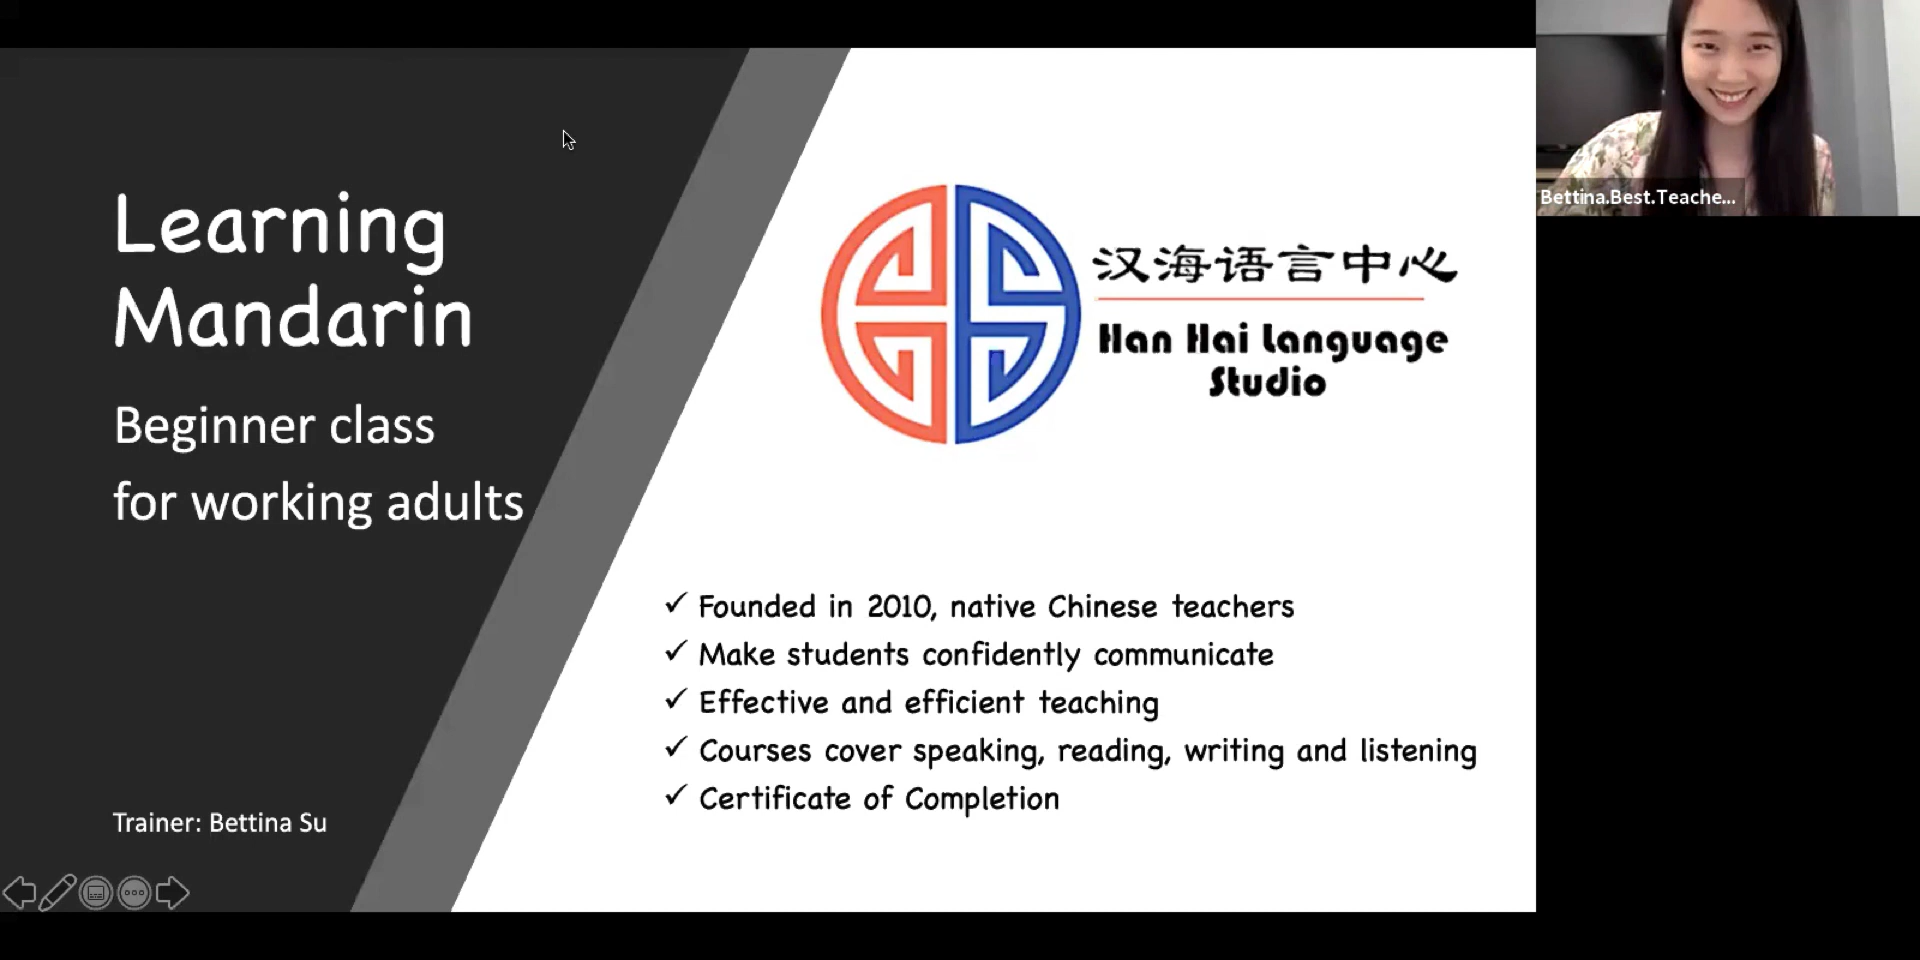 Learning
Mandarin
Beginner class
for working adults
Trainer: Bettina Su
汉海语言中心
Han Hai Language
Studio
✓ Founded in 2010, native Chinese teachers
✓ Make students confidently communicate
✓ Effective and efficient teaching
✓ Courses cover speaking, reading, writing and listening
✓ Certificate of Completion
Bettina.Best.Teache...